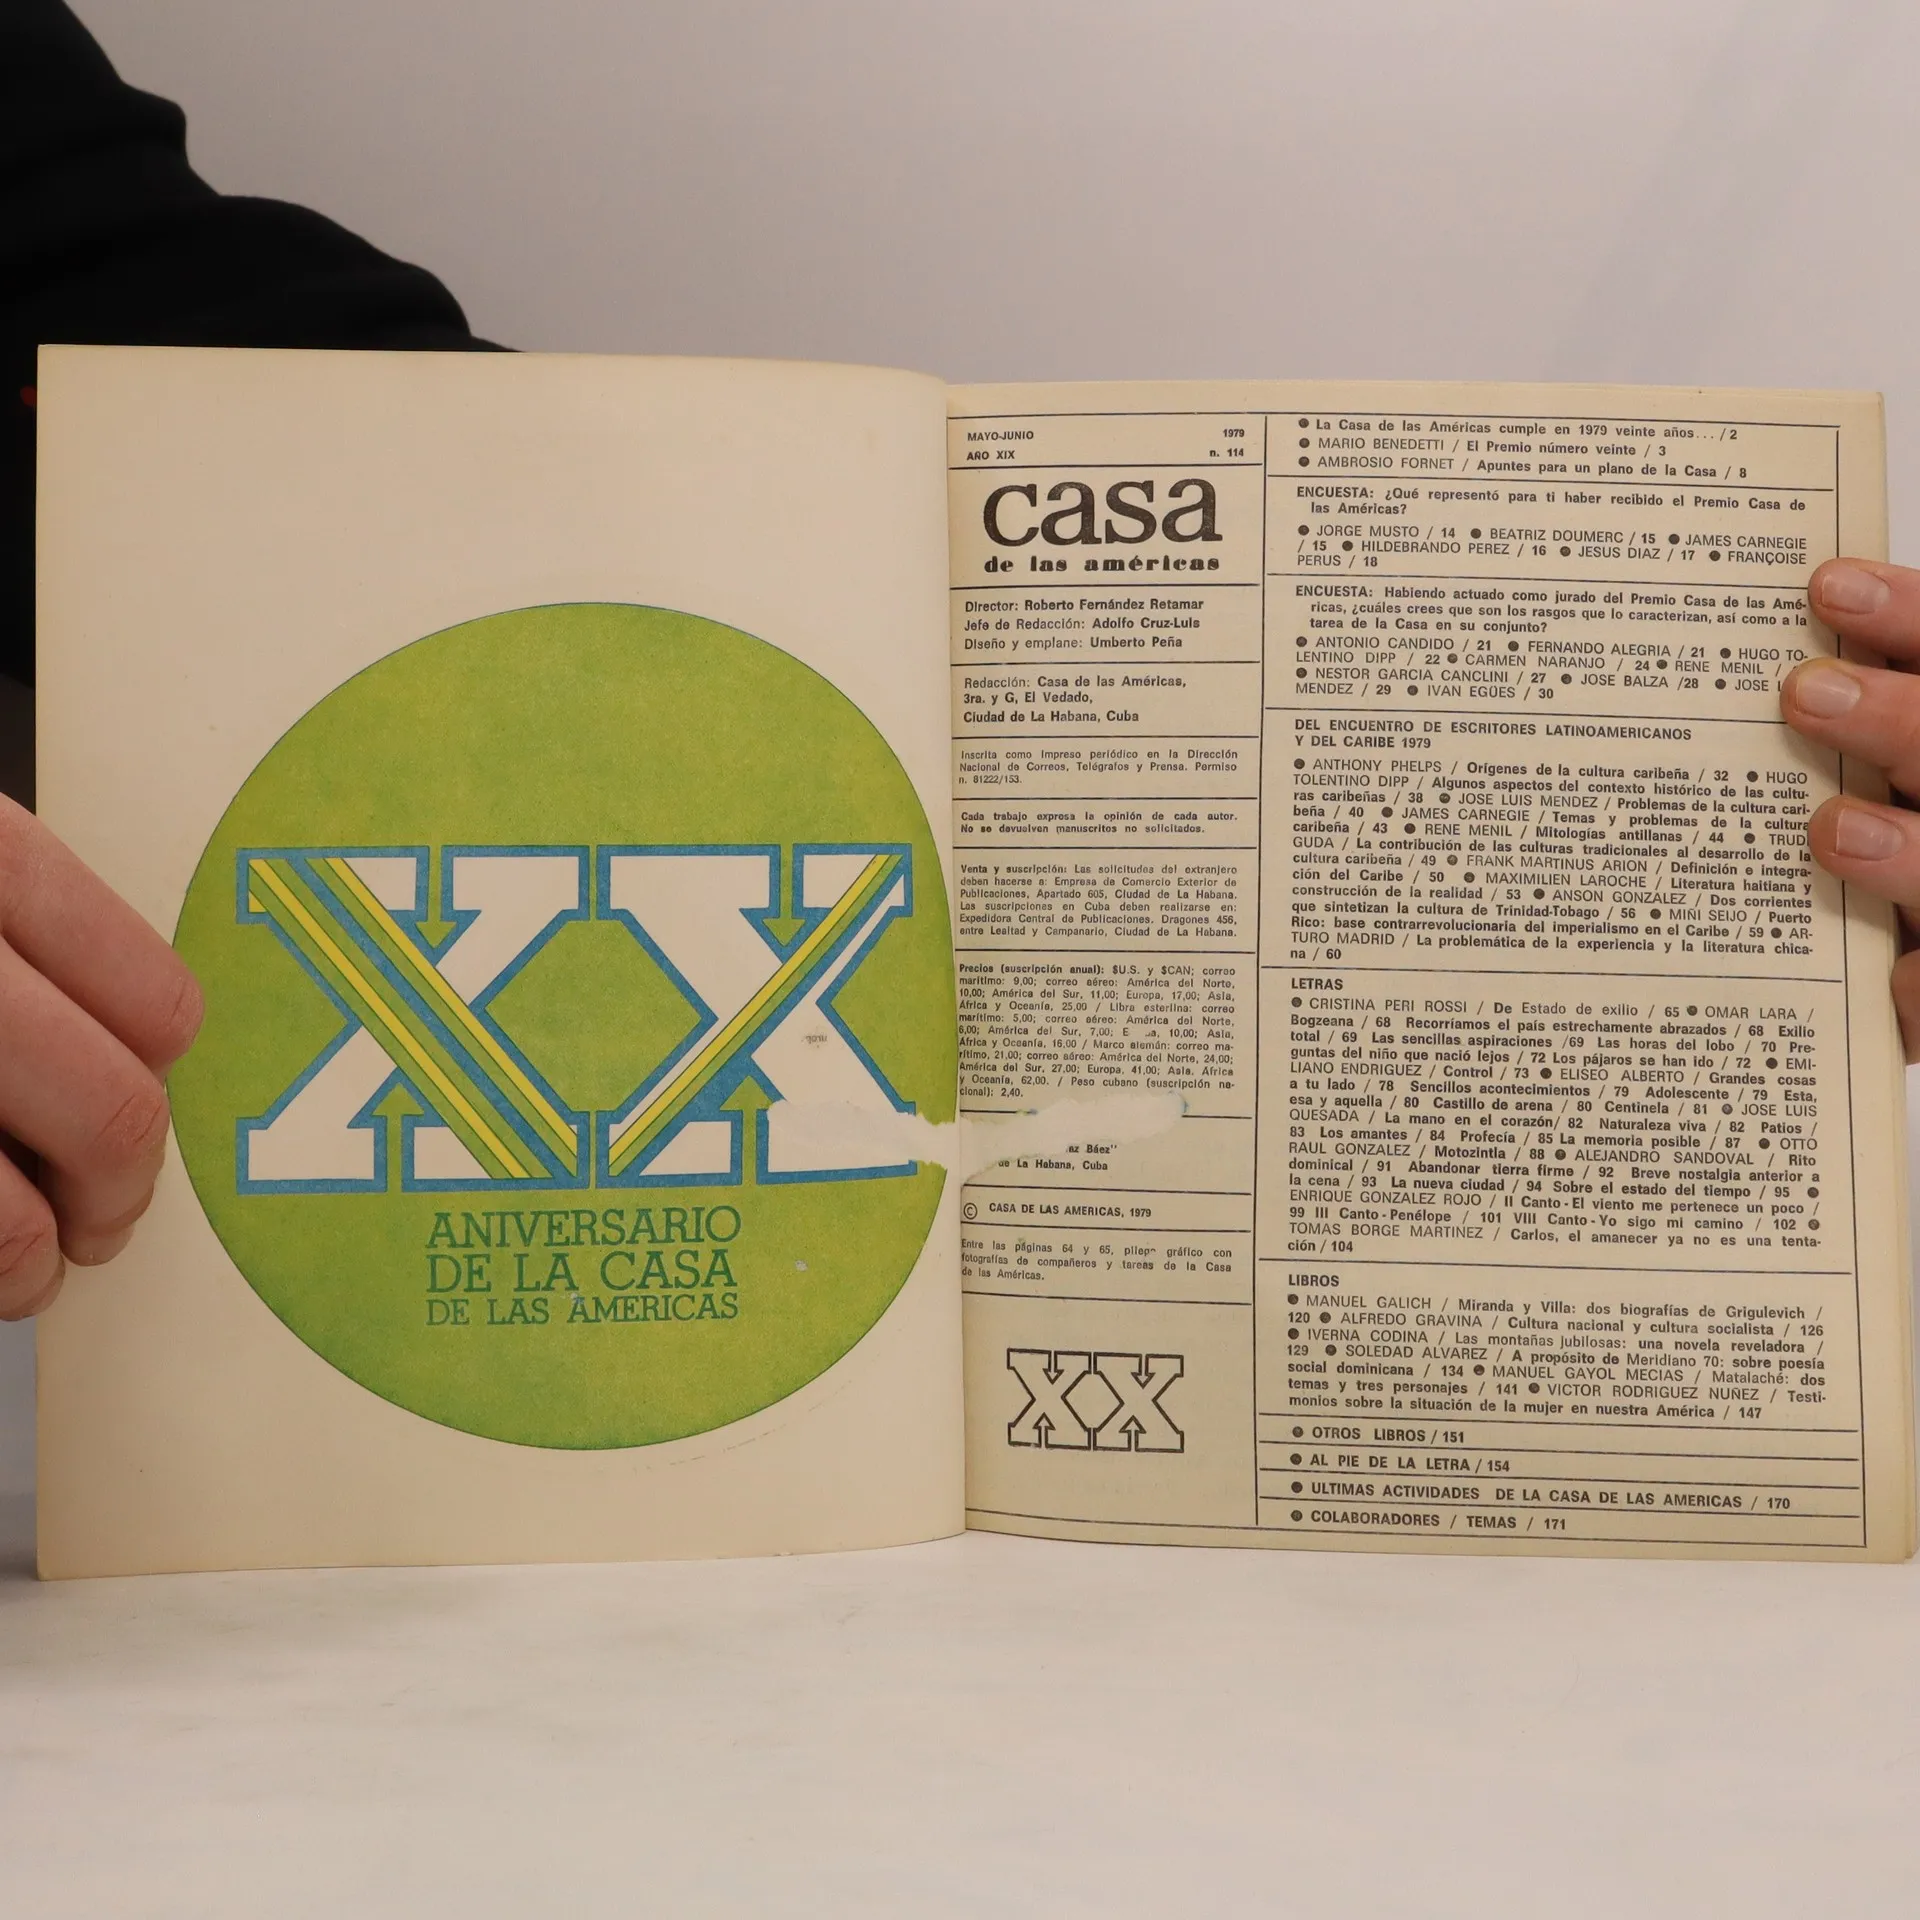 XX
ANIVERSARIO
DE LA CASA
DE LAS AMERICAS
MAYO-JUNIO 1979
AÑO XIX n. 114
casa
de las américas
Director: Roberto Fernández Retamar
Jefe de Redacción: Adolfo Cruz-Luis
Diseño y emplane: Umberto Peña
Redacción: Casa de las Américas,
3ra. y G, El Vedado,
Ciudad de La Habana, Cuba
Inscrita como impreso periódico en la Dirección
Nacional de Correos, Telégrafos y Prensa. Permiso
n. 81222/153.
Cada trabajo expresa la opinión de cada autor.
No se devuelven manuscritos no solicitados.
Venta y suscripción: Las solicitudes del extranjero
deben hacerse a: Empresa de Comercio Exterior de
Publicaciones, Apartado 605, Ciudad de La Habana.
Las suscripciones en Cuba deben realizarse en:
Expedidora Central de Publicaciones. Dragones 456,
entre Lealtad y Campanario, Ciudad de La Habana.
Precios (suscripción anual): $U.S. y $CAN; correo
marítimo: 9,00; correo aéreo: América del Norte,
10,00; América del Sur, 11,00; Europa, 17,00; Asia,
África y Oceanía, 25,00 / Libra esterlina: correo
marítimo: 5,00; correo aéreo: América del Norte,
6,00; América del Sur, 7,00; 10,00; Asia,
África y Oceanía, 16,00 / Marco alemán: correo ma-
rítimo, 21,00; correo aéreo: América del Norte, 24,00;
América del Sur, 27,00; Europa, 41,00; Asia, África
y Oceanía, 62,00. / Peso cubano (suscripción na-
cional): 2,40.
Báez"
de La Habana, Cuba
© CASA DE LAS AMERICAS, 1979
Entre las páginas 64 y 65, pliego gráfico con
fotografías de compañeros y tareas de la Casa
de las Américas.
XX
● La Casa de las Américas cumple en 1979 veinte años... / 2
● MARIO BENEDETTI / El Premio número veinte / 3
● AMBROSIO FORNET / Apuntes para un plano de la Casa / 8
ENCUESTA: ¿Qué representó para ti haber recibido el Premio Casa de
las Américas?
● JORGE MUSTO / 14 ● BEATRIZ DOUMERC / 15 ● JAMES CARNEGIE
/ 15 ● HILDEBRANDO PEREZ / 16 ● JESUS DIAZ / 17 ● FRANÇOISE
PERUS / 18
ENCUESTA: Habiendo actuado como jurado del Premio Casa de las Amé-
ricas, ¿cuáles crees que son los rasgos que lo caracterizan, así como a la
tarea de la Casa en su conjunto?
● ANTONIO CANDIDO / 21 ● FERNANDO ALEGRIA / 21 ● HUGO TO-
LENTINO DIPP / 22 ● CARMEN NARANJO / 24 ● RENE MENIL /
● NESTOR GARCIA CANCLINI / 27 ● JOSE BALZA /28 ● JOSE
MENDEZ / 29 ● IVAN EGÜES / 30
DEL ENCUENTRO DE ESCRITORES LATINOAMERICANOS
Y DEL CARIBE 1979
● ANTHONY PHELPS / Orígenes de la cultura caribeña / 32 ● HUGO
TOLENTINO DIPP / Algunos aspectos del contexto histórico de las cultu-
ras caribeñas / 38 ● JOSE LUIS MENDEZ / Problemas de la cultura cari-
beña / 40 ● JAMES CARNEGIE / Temas y problemas de la cultura
caribeña / 43 ● RENE MENIL / Mitologías antillanas / 44 ● TRUDI
GUDA / La contribución de las culturas tradicionales al desarrollo de la
cultura caribeña / 49 ● FRANK MARTINUS ARION / Definición e integra-
ción del Caribe / 50 ● MAXIMILIEN LAROCHE / Literatura haitiana y
construcción de la realidad / 53 ● ANSON GONZALEZ / Dos corrientes
que sintetizan la cultura de Trinidad-Tobago / 56 ● MIÑI SEIJO / Puerto
Rico: base contrarrevolucionaria del imperialismo en el Caribe / 59 ● AR-
TURO MADRID / La problemática de la experiencia y la literatura chica-
na / 60
LETRAS
● CRISTINA PERI ROSSI / De Estado de exilio / 65 ● OMAR LARA /
Bogzeana / 68 Recorríamos el país estrechamente abrazados / 68 Exilio
total / 69 Las sencillas aspiraciones /69 Las horas del lobo / 70 Pre-
guntas del niño que nació lejos / 72 Los pájaros se han ido / 72 ● EMI-
LIANO ENDRIGUEZ / Control / 73 ● ELISEO ALBERTO / Grandes cosas
a tu lado / 78 Sencillos acontecimientos / 79 Adolescente / 79 Esta,
esa y aquella / 80 Castillo de arena / 80 Centinela / 81 ● JOSE LUIS
QUESADA / La mano en el corazón/ 82 Naturaleza viva / 82 Patios /
83 Los amantes / 84 Profecía / 85 La memoria posible / 87 ● OTTO
RAUL GONZALEZ / Motozintla / 88 ● ALEJANDRO SANDOVAL / Rito
dominical / 91 Abandonar tierra firme / 92 Breve nostalgia anterior a
la cena / 93 La nueva ciudad / 94 Sobre el estado del tiempo / 95 ●
ENRIQUE GONZALEZ ROJO / II Canto - El viento me pertenece un poco /
99 III Canto - Penélope / 101 VIII Canto - Yo sigo mi camino / 102 ●
TOMAS BORGE MARTINEZ / Carlos, el amanecer ya no es una tenta-
ción / 104
LIBROS
● MANUEL GALICH / Miranda y Villa: dos biografías de Grigulevich /
120 ● ALFREDO GRAVINA / Cultura nacional y cultura socialista / 126
● IVERNA CODINA / Las montañas jubilosas: una novela reveladora /
129 ● SOLEDAD ALVAREZ / A propósito de Meridiano 70: sobre poesía
social dominicana / 134 ● MANUEL GAYOL MECIAS / Matalaché: dos
temas y tres personajes / 141 ● VICTOR RODRIGUEZ NUÑEZ / Testi-
monios sobre la situación de la mujer en nuestra América / 147
● OTROS LIBROS / 151
● AL PIE DE LA LETRA / 154
● ULTIMAS ACTIVIDADES DE LA CASA DE LAS AMERICAS / 170
● COLABORADORES / TEMAS / 171